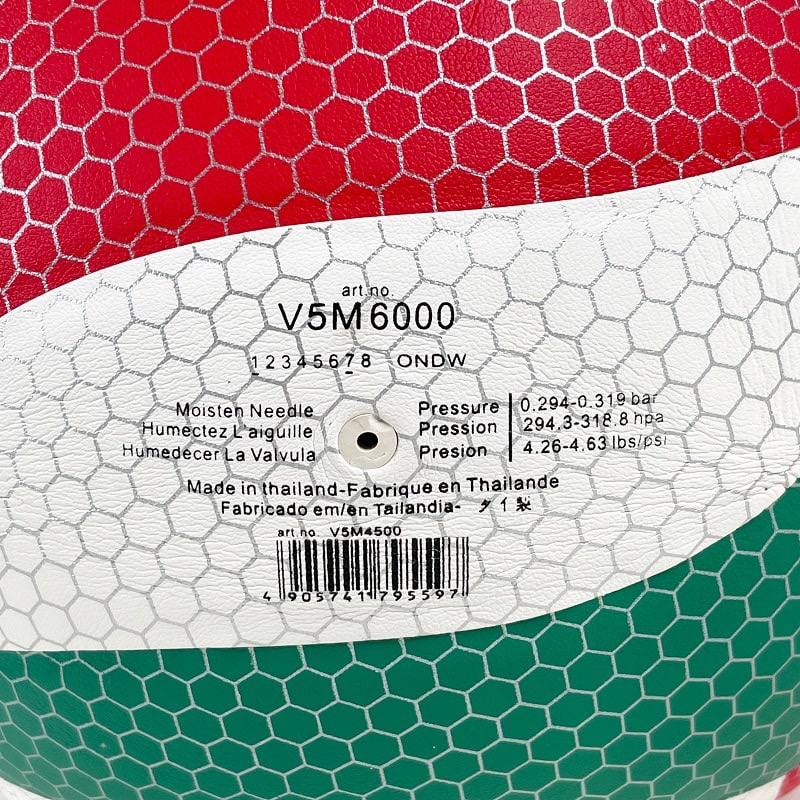 art.no.
V5M6000
12345678 ONDW
Moisten Needle
Humectez L'aiguille
Humedecer La Valvula
Pressure
Pression
Presion
0.294-0.319 bar
294.3-318.8 hpa
4.26-4.63 lbs/psi
Made in thailand-Fabrique en Thaïlande
Fabricado em/en Tailandia- タイ製
art.no. V5M4500
4 905741 795597